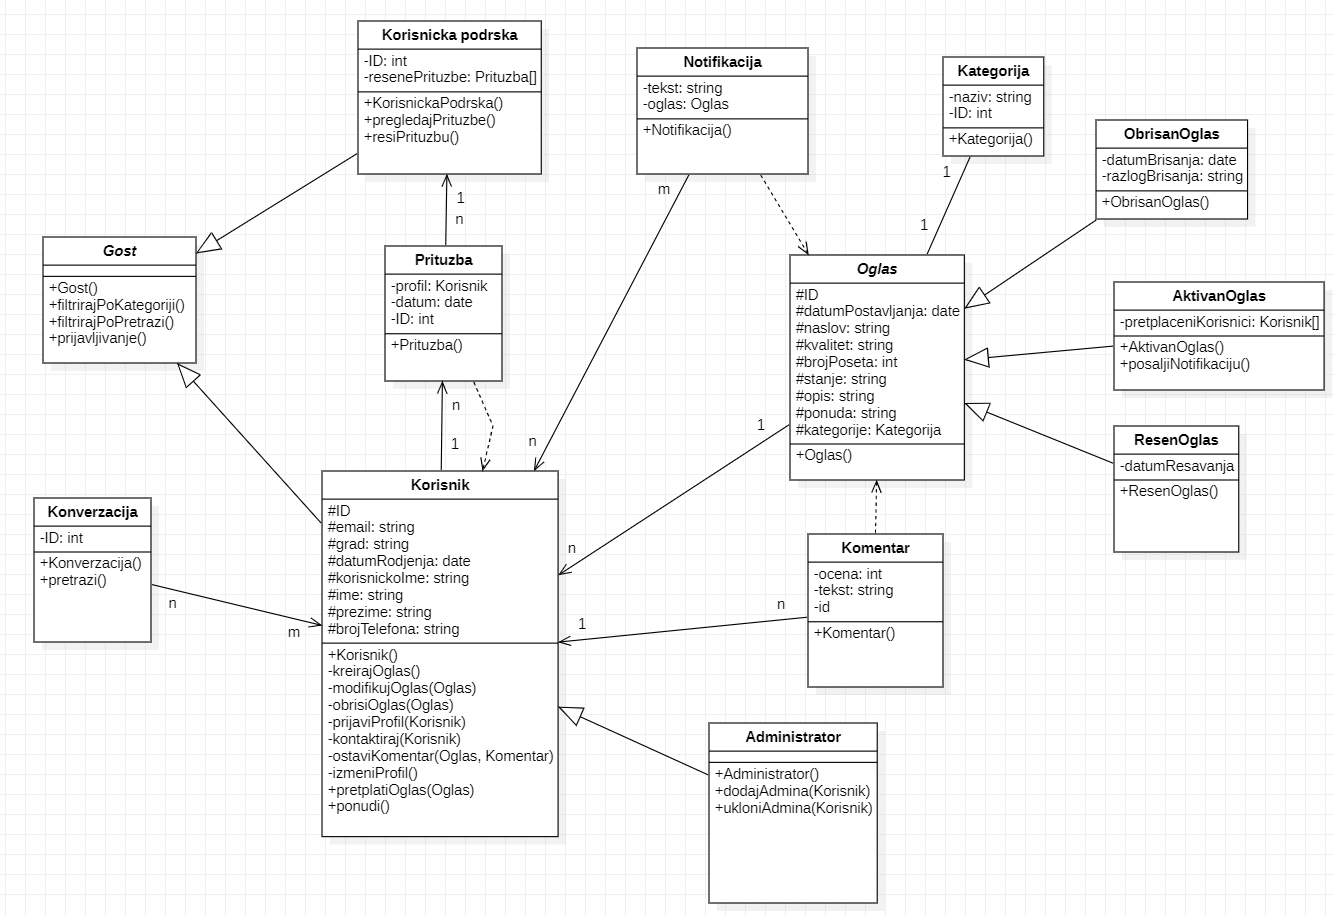 Korisnicka podrska
-ID: int
-resenePrituzbe: Prituzba[]
+KorisnickaPodrska()
+pregledajPrituzbe()
+resiPrituzbu()
Notifikacija
-tekst: string
-oglas: Oglas
+Notifikacija()
Kategorija
-naziv: string
-ID: int
+Kategorija()
ObrisanOglas
-datumBrisanja: date
-razlogBrisanja: string
+ObrisanOglas()
1
n
m
1
1
Gost
+Gost()
+filtrirajPoKategoriji()
+filtrirajPoPretrazi()
+prijavljivanje()
Prituzba
-profil: Korisnik
-datum: date
-ID: int
+Prituzba()
Oglas
#ID
#datumPostavljanja: date
#naslov: string
#kvalitet: string
#brojPoseta: int
#stanje: string
#opis: string
#ponuda: string
#kategorije: Kategorija
+Oglas()
AktivanOglas
-pretplaceniKorisnici: Korisnik[]
+AktivanOglas()
+posaljiNotifikaciju()
ResenOglas
-datumResavanja
+ResenOglas()
n
1
n
1
n
Konverzacija
-ID: int
+Konverzacija()
+pretrazi()
n
m
Korisnik
#ID
#email: string
#grad: string
#datumRodjenja: date
#korisnickoIme: string
#ime: string
#prezime: string
#brojTelefona: string
+Korisnik()
-kreirajOglas()
-modifikujOglas(Oglas)
-obrisiOglas(Oglas)
-prijaviProfil(Korisnik)
-kontaktiraj(Korisnik)
-ostaviKomentar(Oglas, Komentar)
-izmeniProfil()
+pretplatiOglas(Oglas)
+ponudi()
Komentar
-ocena: int
-tekst: string
-id
+Komentar()
n
1
Administrator
+Administrator()
+dodajAdmina(Korisnik)
+ukloniAdmina(Korisnik)